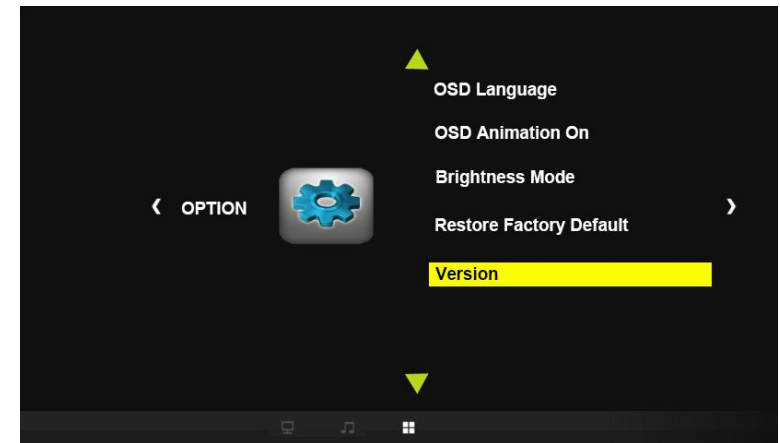 OSD Language
OSD Animation On
Brightness Mode
OPTION
Restore Factory Default
Version